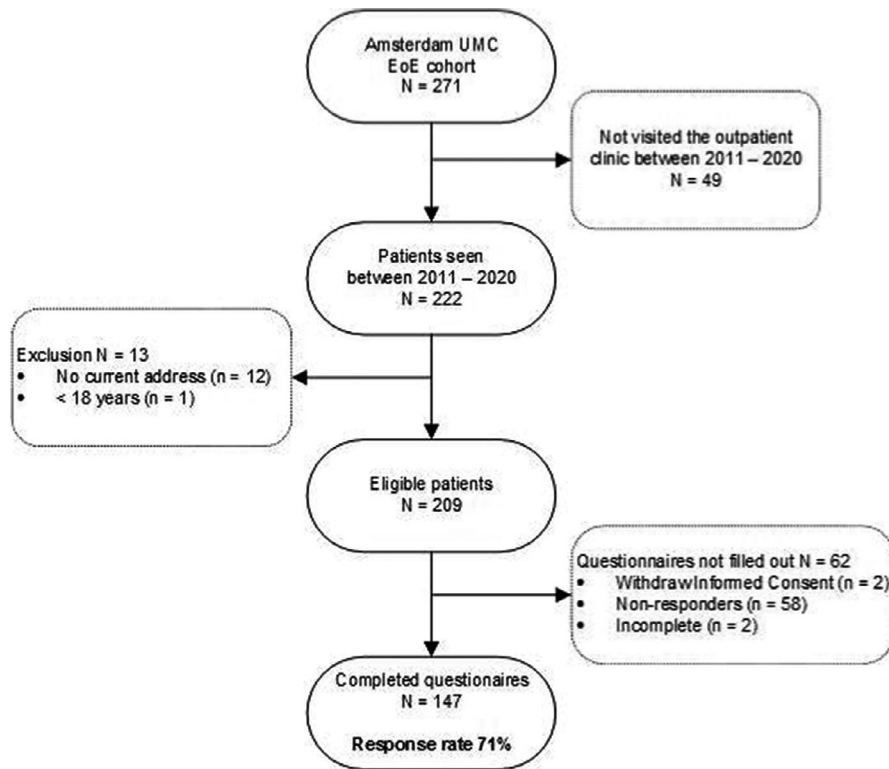 Amsterdam UMC
EoE cohort
N = 271
Not visited the outpatient
clinic between 2011 – 2020
N = 49
Patients seen
between 2011 – 2020
N = 222
Exclusion N = 13
• No current address (n = 12)
• < 18 years (n = 1)
Eligible patients
N = 209
Questionnaires not filled out N = 62
• Withdraw Informed Consent (n = 2)
• Non-responders (n = 58)
• Incomplete (n = 2)
Completed questionaires
N = 147
Response rate 71%